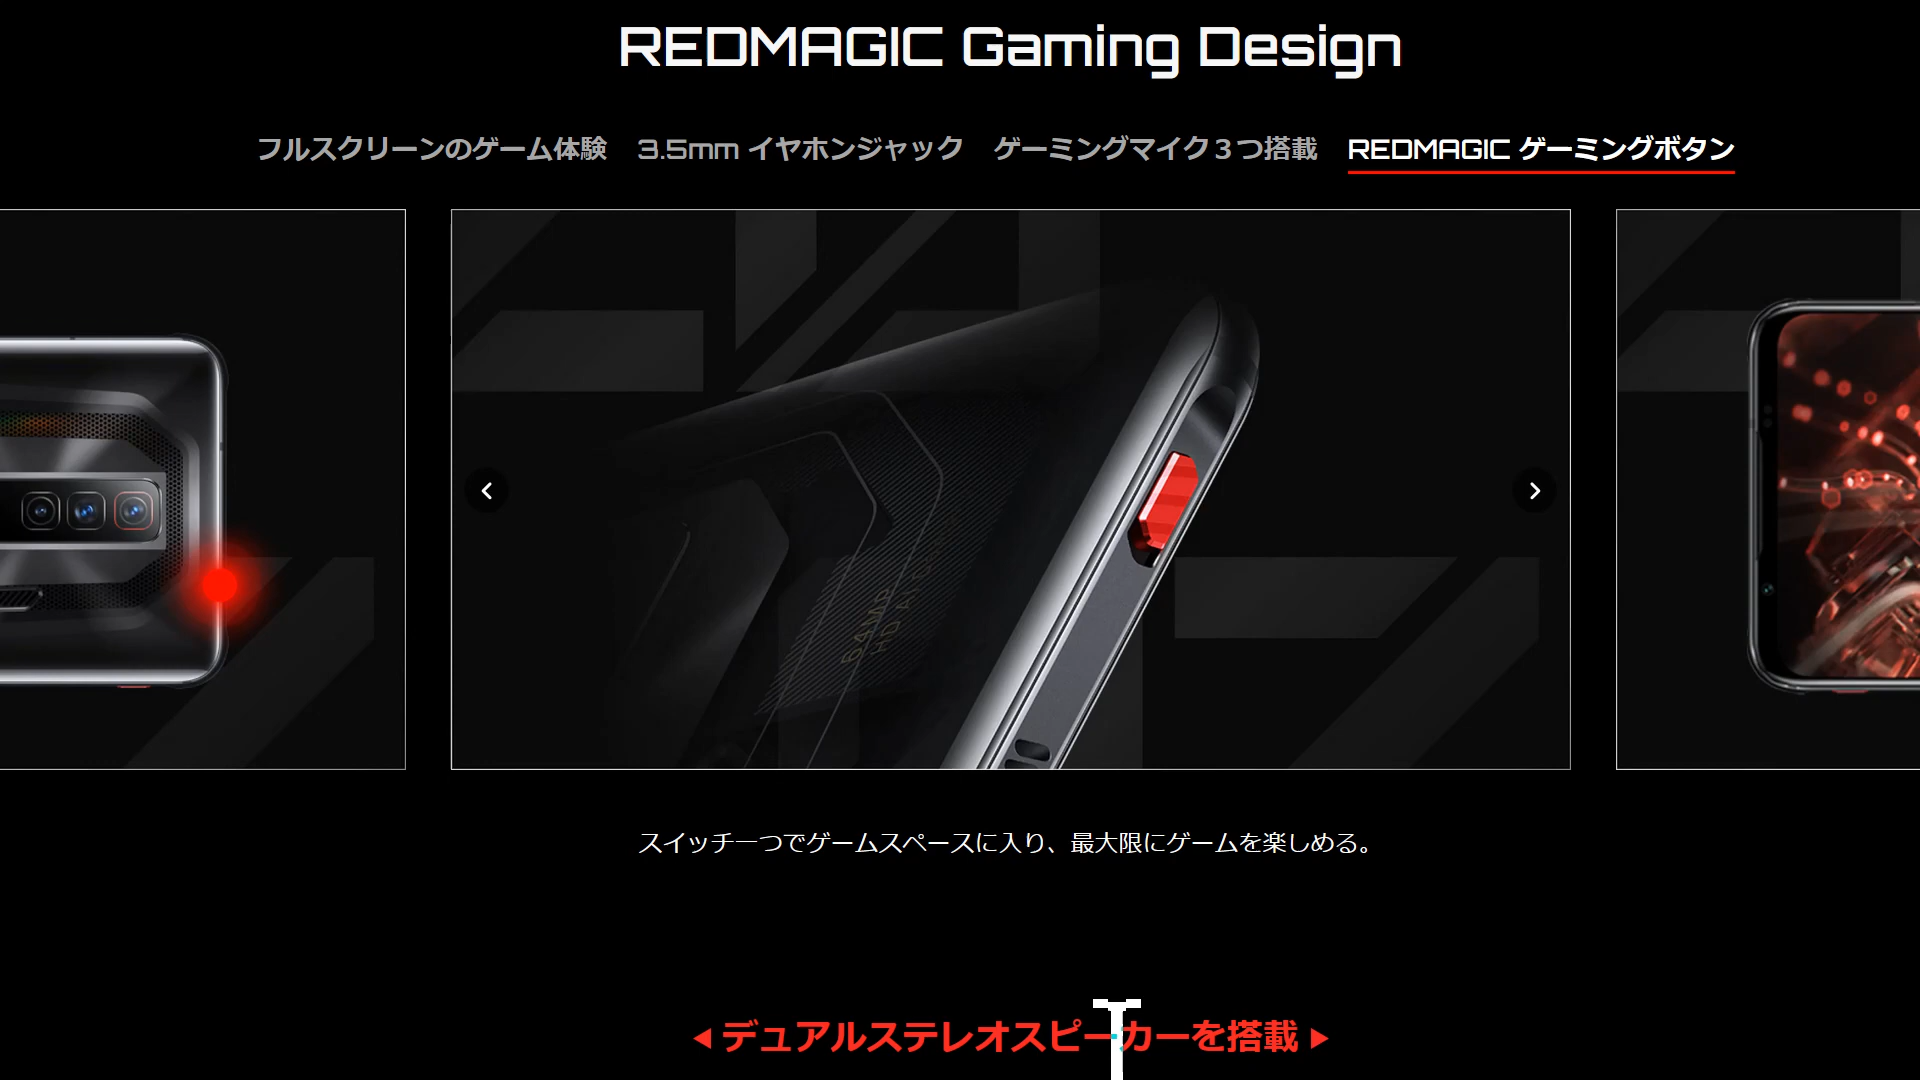 REDMAGIC Gaming Design
フルスクリーンのゲーム体験 3.5mm イヤホンジャック ゲーミングマイク３つ搭載 REDMAGIC ゲーミングボタン
64MP
HD AI CAM
スイッチ一つでゲームスペースに入り、最大限にゲームを楽しめる。
デュアルステレオスピーカーを搭載